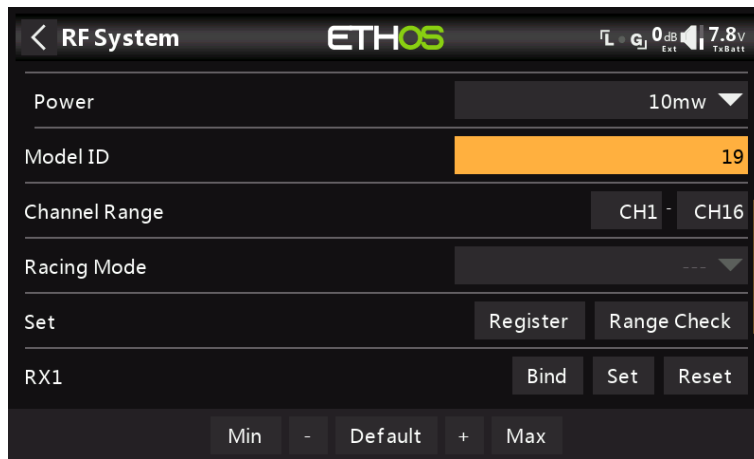 RF System ETHOS L G 0dB Ext 7.8V TxBatt
Power 10mw
Model ID 19
Channel Range CH1 - CH16
Racing Mode ---
Set Register Range Check
RX1 Bind Set Reset
Min - Default + Max